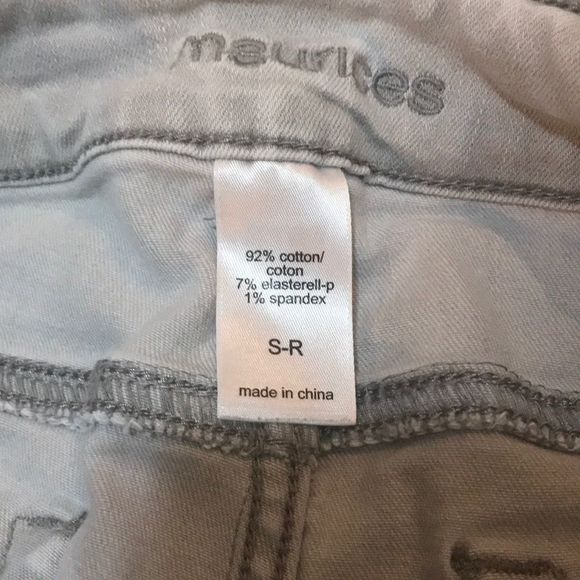 maurices
92% cotton/
coton
7% elasterell-p
1% spandex
S-R
made in china